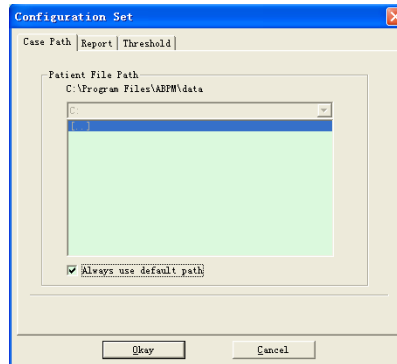 Configuration Set
Case Path Report Threshold
Patient File Path
C:\Program Files\ABPM\data
C:
[..]
Always use default path
Okay Cancel